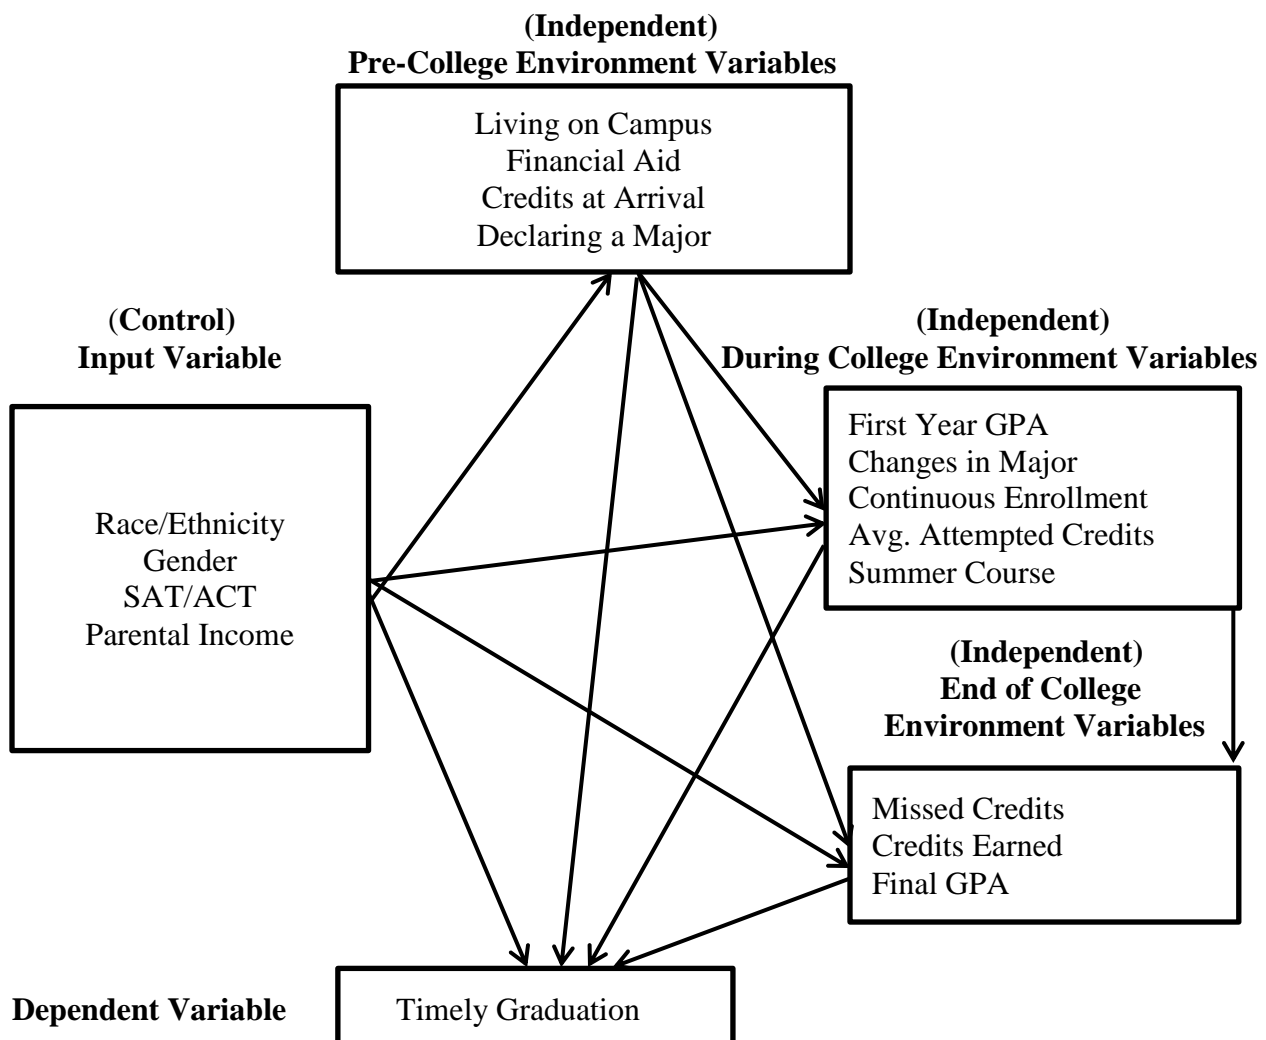 (Independent)
Pre-College Environment Variables
Living on Campus
Financial Aid
Credits at Arrival
Declaring a Major
(Control)
Input Variable
Race/Ethnicity
Gender
SAT/ACT
Parental Income
(Independent)
During College Environment Variables
First Year GPA
Changes in Major
Continuous Enrollment
Avg. Attempted Credits
Summer Course
(Independent)
End of College
Environment Variables
Missed Credits
Credits Earned
Final GPA
Dependent Variable
Timely Graduation